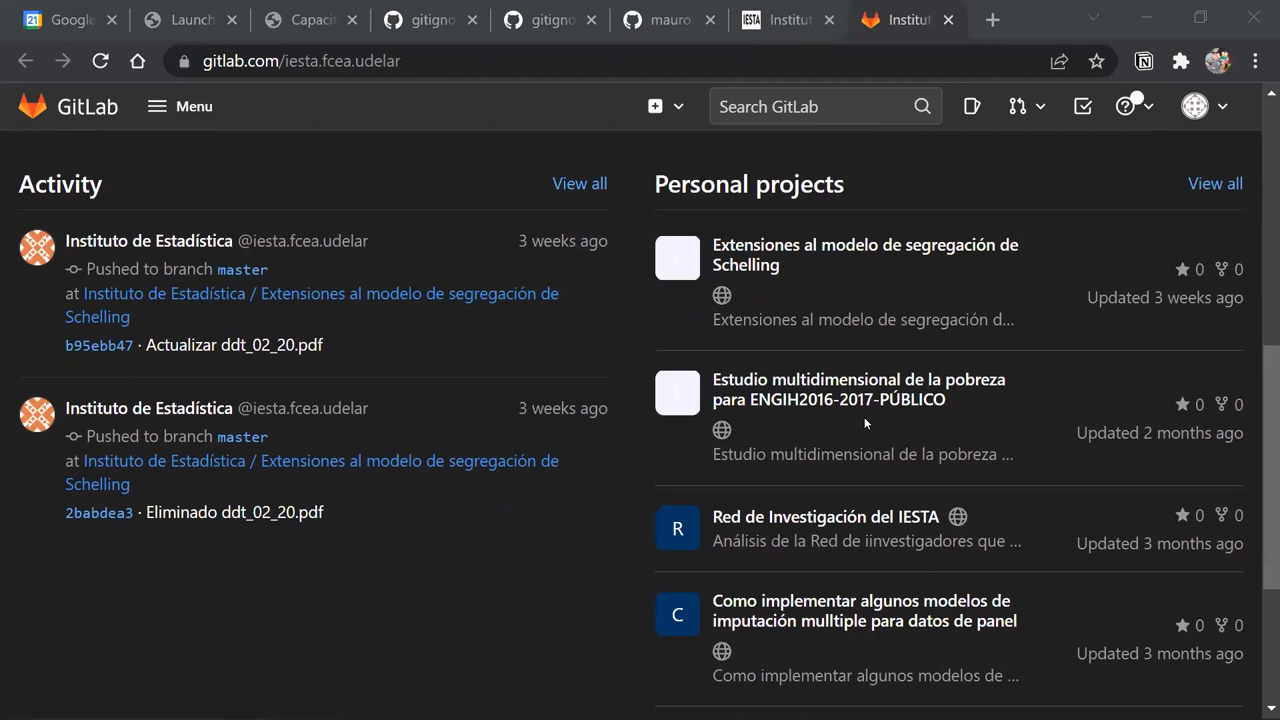 Google
Launch
Capacit
gitigno
gitigno
mauro
IESTA
Institut
Institut
gitlab.com/iesta.fcea.udelar
GitLab
Menu
Search GitLab
Activity
View all
Instituto de Estadística @iesta.fcea.udelar
3 weeks ago
Pushed to branch master
at Instituto de Estadística / Extensiones al modelo de segregación de
Schelling
b95ebb47 · Actualizar ddt_02_20.pdf
Instituto de Estadística @iesta.fcea.udelar
3 weeks ago
Pushed to branch master
at Instituto de Estadística / Extensiones al modelo de segregación de
Schelling
2babdea3 · Eliminado ddt_02_20.pdf
Personal projects
View all
E
Extensiones al modelo de segregación de
Schelling
0 0
Updated 3 weeks ago
Extensiones al modelo de segregación d...
E
Estudio multidimensional de la pobreza
para ENGIH2016-2017-PÚBLICO
0 0
Updated 2 months ago
Estudio multidimensional de la pobreza ...
R
Red de Investigación del IESTA
0 0
Análisis de la Red de iinvestigadores que ...
Updated 3 months ago
C
Como implementar algunos modelos de
imputación mulltiple para datos de panel
0 0
Updated 3 months ago
Como implementar algunos modelos de ...